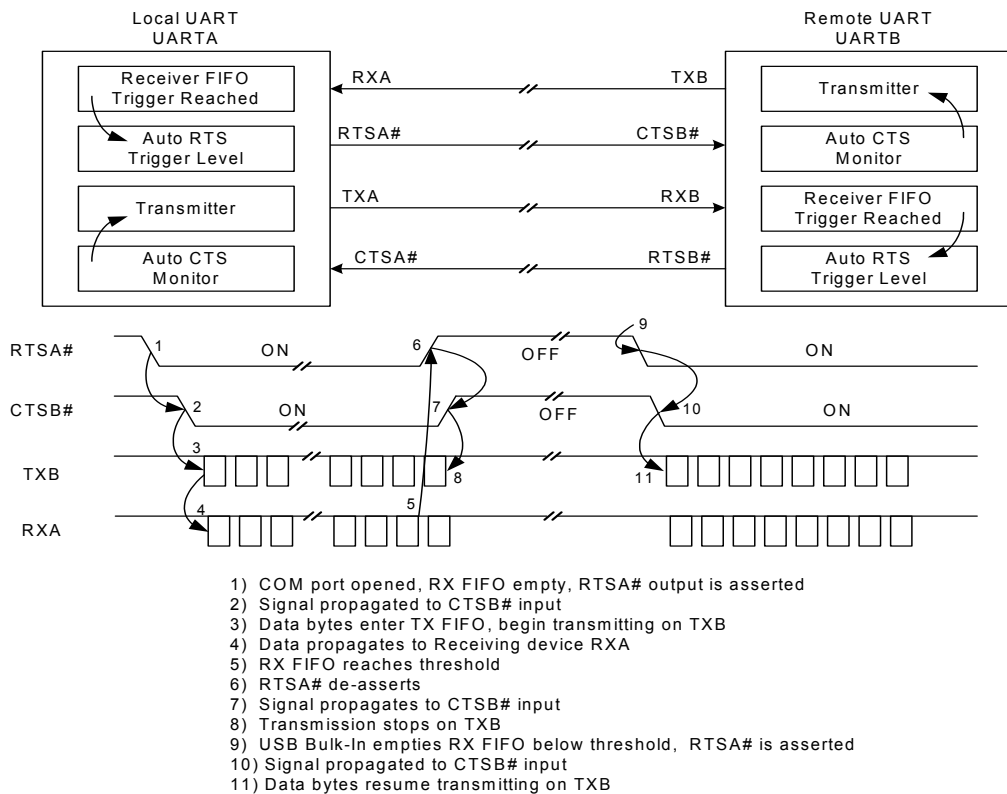 Local UART
UARTA
Remote UART
UARTB
Receiver FIFO
Trigger Reached
Auto RTS
Trigger Level
Transmitter
Auto CTS
Monitor
RXA
TXB
RTSA#
CTSB#
TXA
RXB
CTSA#
RTSB#
Transmitter
Auto CTS
Monitor
Receiver FIFO
Trigger Reached
Auto RTS
Trigger Level
RTSA#
1
ON
6
OFF
9
ON
CTSB#
2
ON
7
OFF
10
ON
TXB
3
8
11
RXA
4
5
1) COM port opened, RX FIFO empty, RTSA# output is asserted
2) Signal propagated to CTSB# input
3) Data bytes enter TX FIFO, begin transmitting on TXB
4) Data propagates to Receiving device RXA
5) RX FIFO reaches threshold
6) RTSA# de-asserts
7) Signal propagates to CTSB# input
8) Transmission stops on TXB
9) USB Bulk-In empties RX FIFO below threshold, RTSA# is asserted
10) Signal propagated to CTSB# input
11) Data bytes resume transmitting on TXB